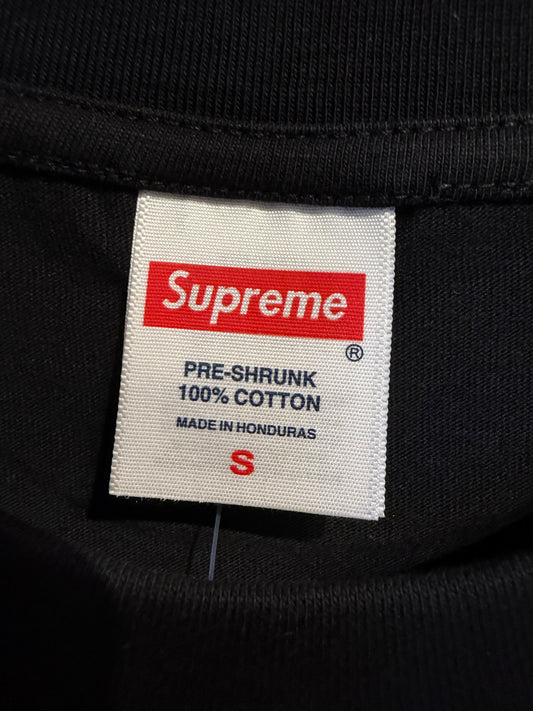 Supreme
®
PRE-SHRUNK
100% COTTON
MADE IN HONDURAS
S